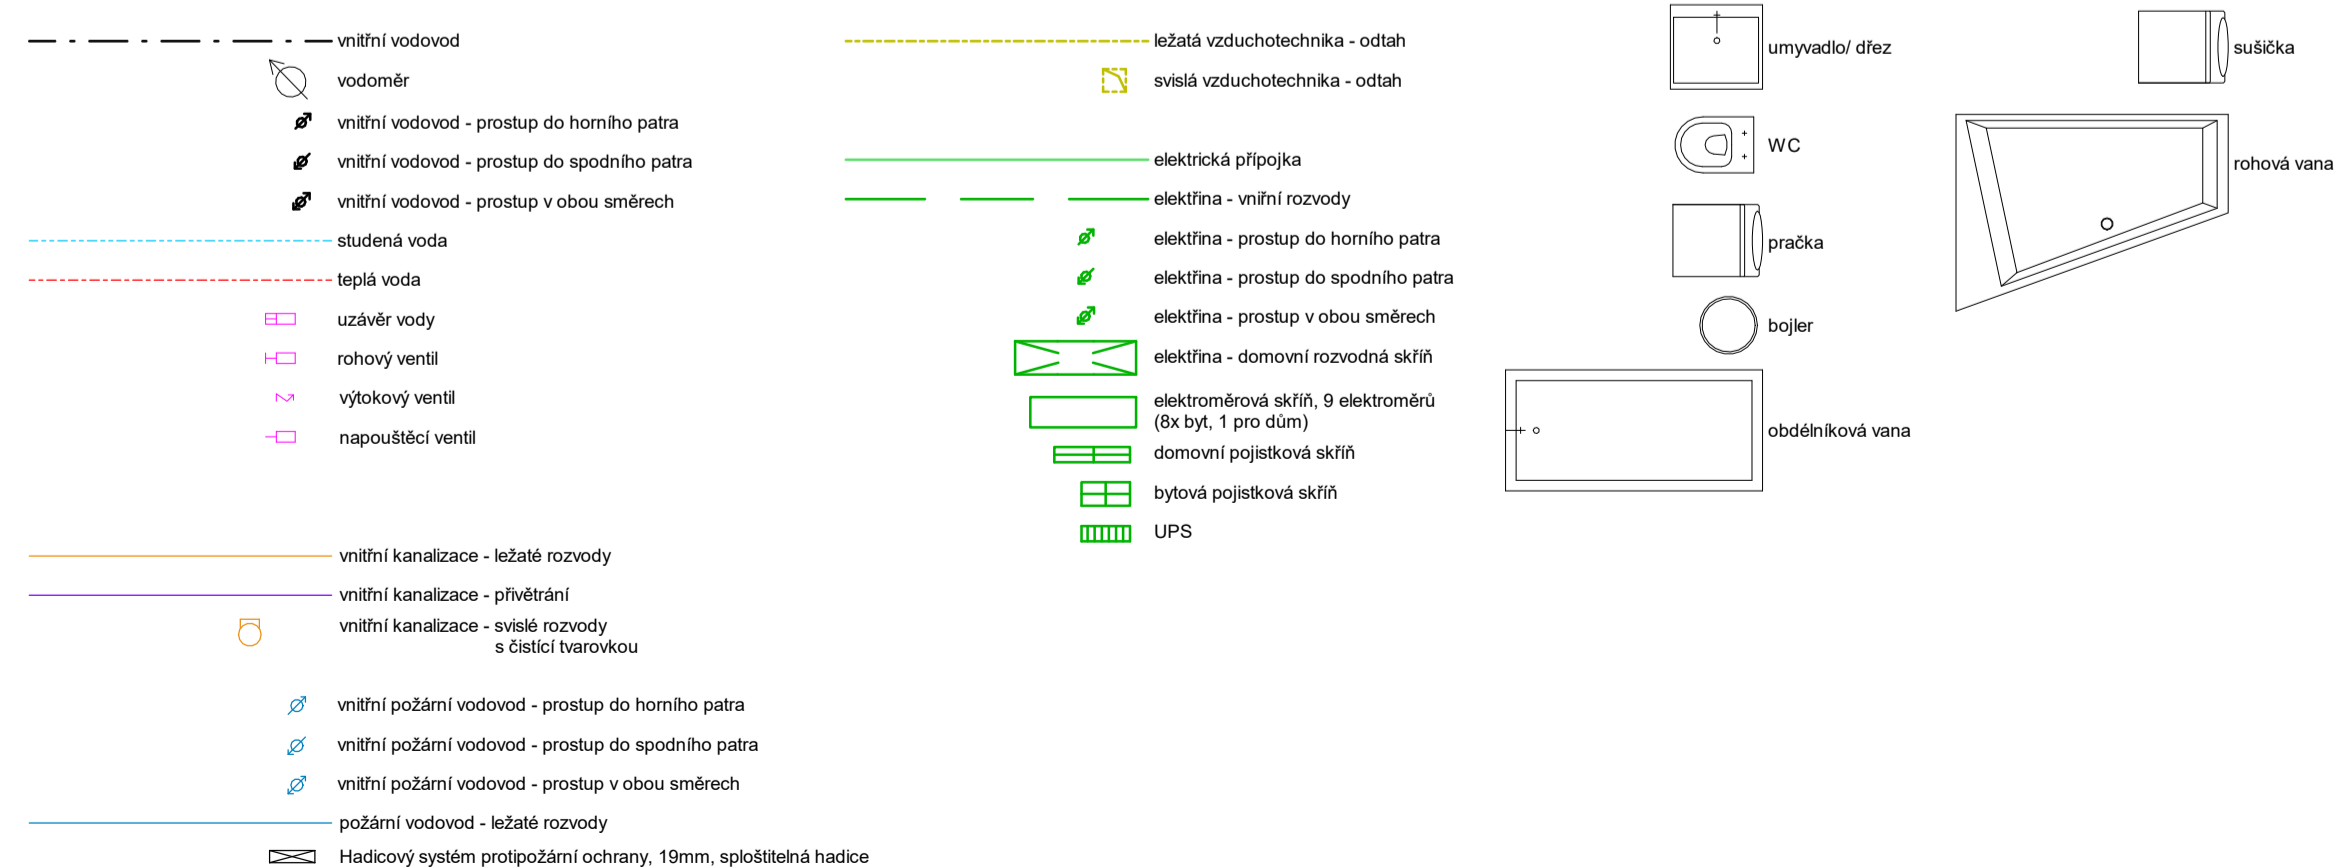 vnitřní vodovod
vodoměr
vnitřní vodovod - prostup do horního patra
vnitřní vodovod - prostup do spodního patra
vnitřní vodovod - prostup v obou směrech
studená voda
teplá voda
uzávěr vody
rohový ventil
výtokový ventil
napouštěcí ventil
vnitřní kanalizace - ležaté rozvody
vnitřní kanalizace - přivětrání
vnitřní kanalizace - svislé rozvody
s čistící tvarovkou
vnitřní požární vodovod - prostup do horního patra
vnitřní požární vodovod - prostup do spodního patra
vnitřní požární vodovod - prostup v obou směrech
požární vodovod - ležaté rozvody
Hadicový systém protipožární ochrany, 19mm, sploštitelná hadice
ležatá vzduchotechnika - odtah
svislá vzduchotechnika - odtah
elektrická přípojka
elektřina - vniřní rozvody
elektřina - prostup do horního patra
elektřina - prostup do spodního patra
elektřina - prostup v obou směrech
elektřina - domovní rozvodná skříň
elektroměrová skříň, 9 elektroměrů
(8x byt, 1 pro dům)
domovní pojistková skříň
bytová pojistková skříň
UPS
umyvadlo/ dřez
WC
pračka
bojler
obdélníková vana
sušička
rohová vana